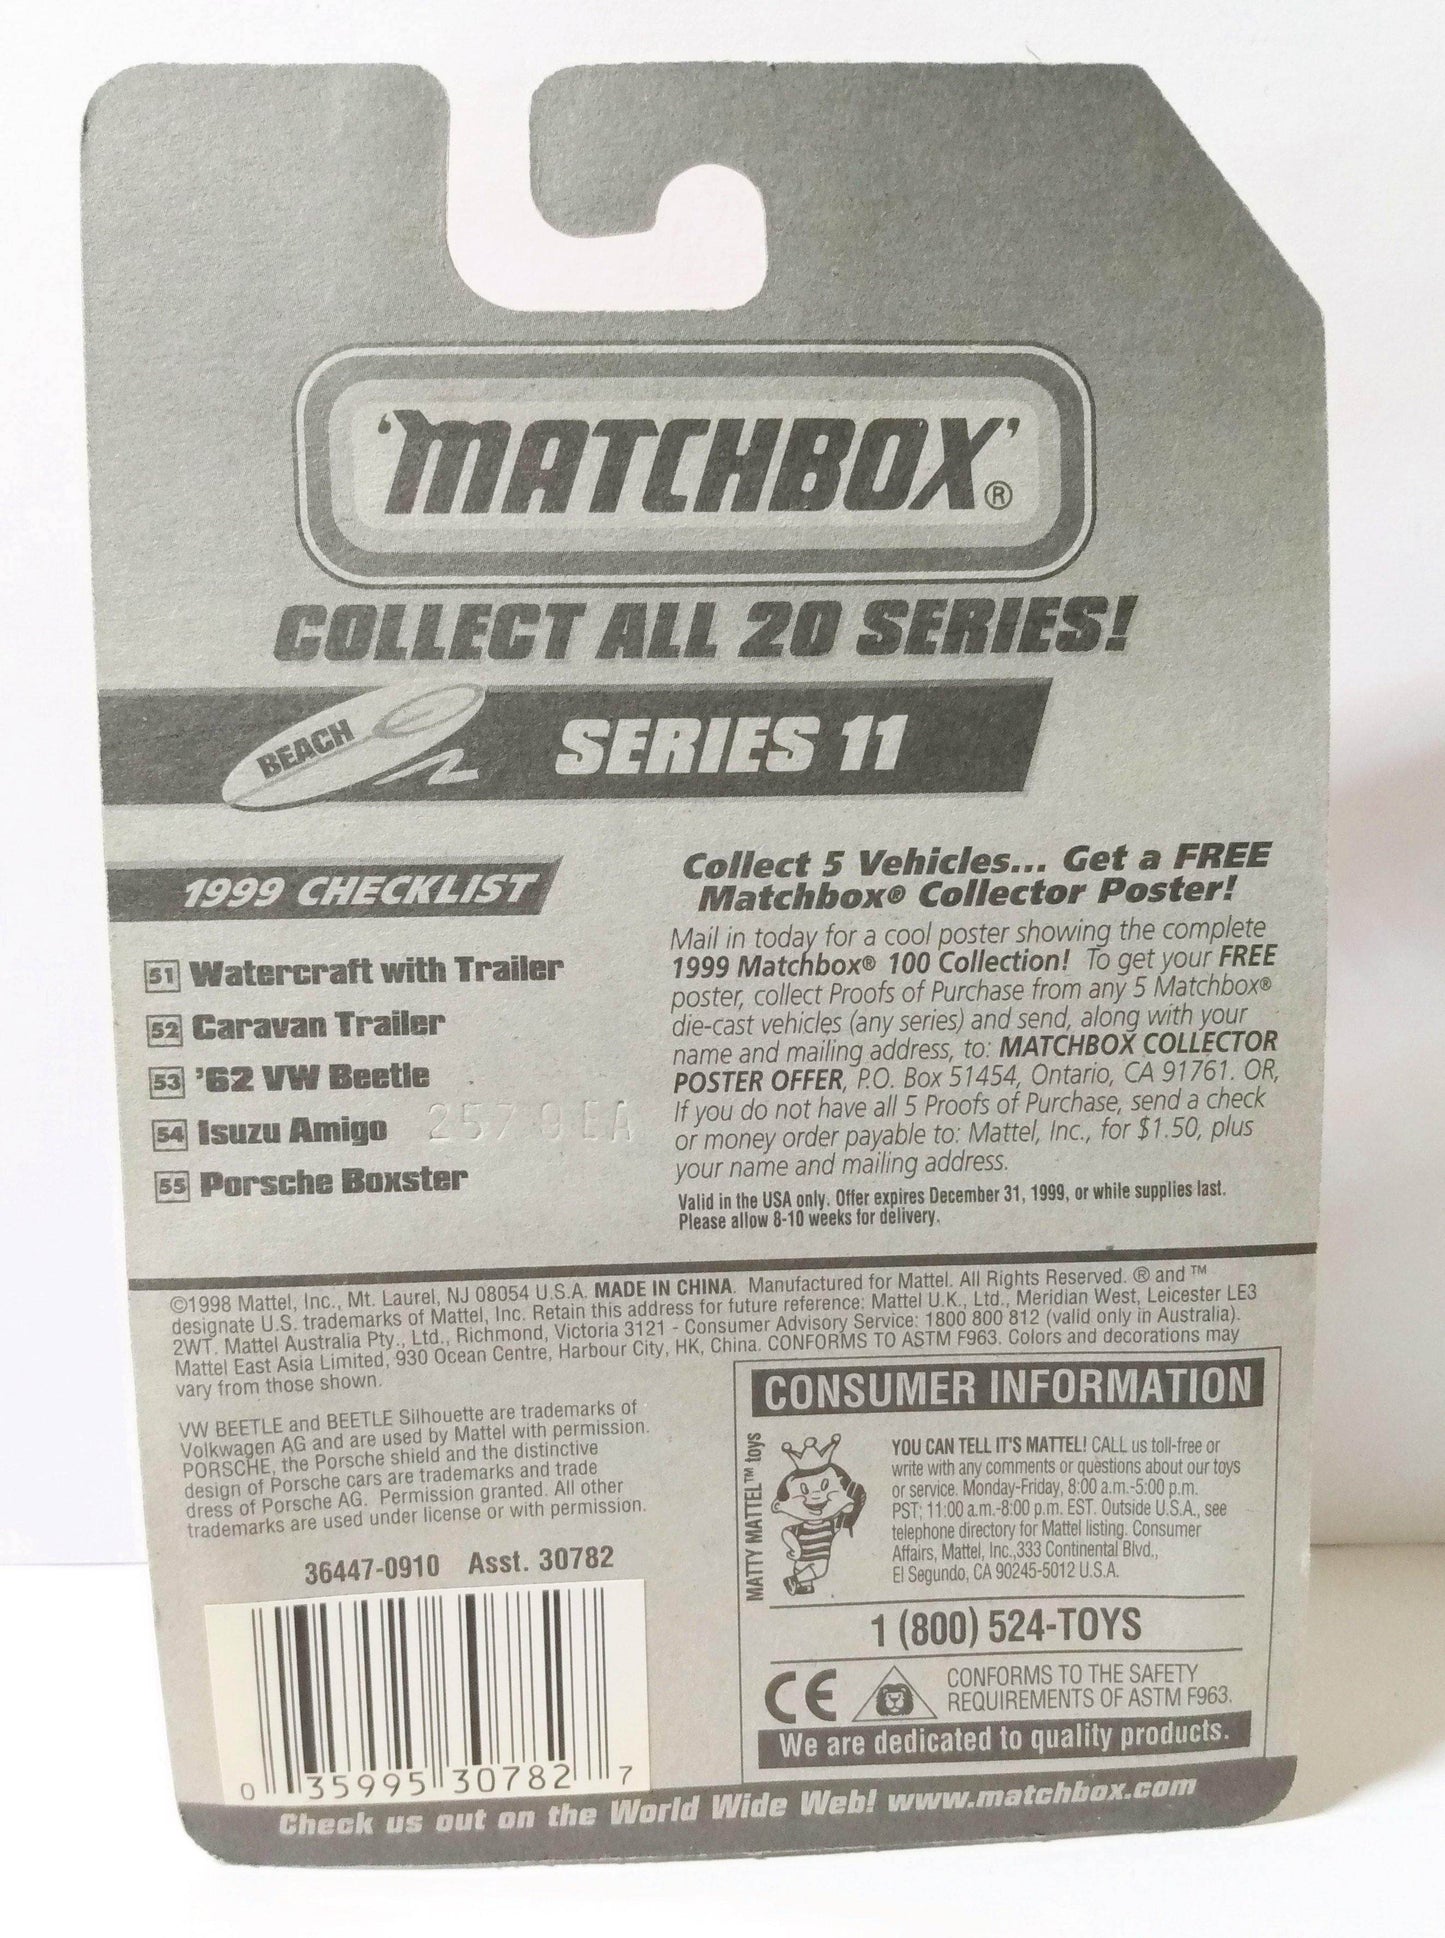 'MATCHBOX'®
COLLECT ALL 20 SERIES!
BEACH
SERIES 11
1999 CHECKLIST
51 Watercraft with Trailer
52 Caravan Trailer
53 '62 VW Beetle
54 Isuzu Amigo
55 Porsche Boxster
Collect 5 Vehicles... Get a FREE
Matchbox® Collector Poster!
Mail in today for a cool poster showing the complete
1999 Matchbox® 100 Collection! To get your FREE
poster, collect Proofs of Purchase from any 5 Matchbox®
die-cast vehicles (any series) and send, along with your
name and mailing address, to: MATCHBOX COLLECTOR
POSTER OFFER, P.O. Box 51454, Ontario, CA 91761. OR,
If you do not have all 5 Proofs of Purchase, send a check
or money order payable to: Mattel, Inc., for $1.50, plus
your name and mailing address.
Valid in the USA only. Offer expires December 31, 1999, or while supplies last.
Please allow 8-10 weeks for delivery.
©1998 Mattel, Inc., Mt. Laurel, NJ 08054 U.S.A. MADE IN CHINA. Manufactured for Mattel. All Rights Reserved. ® and ™
designate U.S. trademarks of Mattel, Inc. Retain this address for future reference: Mattel U.K., Ltd., Meridian West, Leicester LE3
2WT. Mattel Australia Pty., Ltd., Richmond, Victoria 3121 - Consumer Advisory Service: 1800 800 812 (valid only in Australia).
Mattel East Asia Limited, 930 Ocean Centre, Harbour City, HK, China. CONFORMS TO ASTM F963. Colors and decorations may
vary from those shown.
VW BEETLE and BEETLE Silhouette are trademarks of
Volkwagen AG and are used by Mattel with permission.
PORSCHE, the Porsche shield and the distinctive
design of Porsche cars are trademarks and trade
dress of Porsche AG. Permission granted. All other
trademarks are used under license or with permission.
36447-0910 Asst. 30782
0 35995 30782 7
CONSUMER INFORMATION
MATTY MATTEL™ toys
YOU CAN TELL IT'S MATTEL! CALL us toll-free or
write with any comments or questions about our toys
or service. Monday-Friday, 8:00 a.m.-5:00 p.m.
PST; 11:00 a.m.-8:00 p.m. EST. Outside U.S.A., see
telephone directory for Mattel listing. Consumer
Affairs, Mattel, Inc.,333 Continental Blvd.,
El Segundo, CA 90245-5012 U.S.A.
1 (800) 524-TOYS
CE
CONFORMS TO THE SAFETY
REQUIREMENTS OF ASTM F963.
We are dedicated to quality products.
Check us out on the World Wide Web! www.matchbox.com